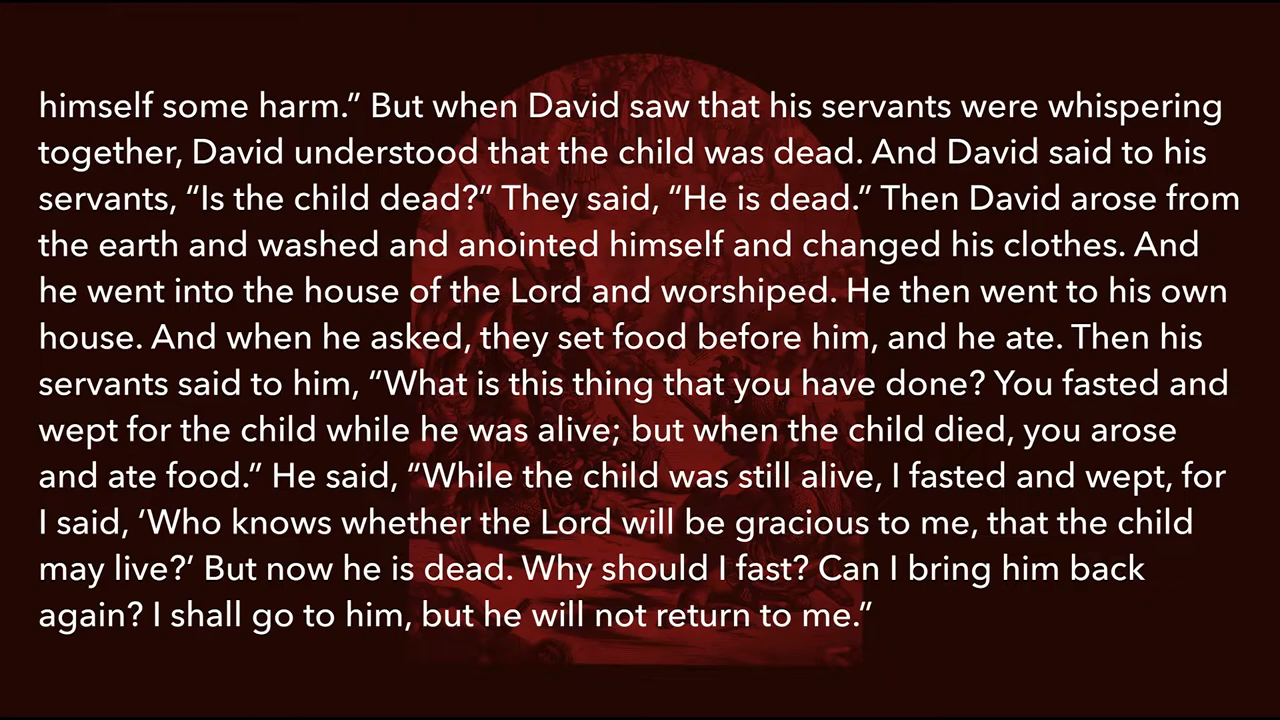 himself some harm.” But when David saw that his servants were whispering
together, David understood that the child was dead. And David said to his
servants, “Is the child dead?” They said, “He is dead.” Then David arose from
the earth and washed and anointed himself and changed his clothes. And
he went into the house of the Lord and worshiped. He then went to his own
house. And when he asked, they set food before him, and he ate. Then his
servants said to him, “What is this thing that you have done? You fasted and
wept for the child while he was alive; but when the child died, you arose
and ate food.” He said, “While the child was still alive, I fasted and wept, for
I said, ‘Who knows whether the Lord will be gracious to me, that the child
may live?’ But now he is dead. Why should I fast? Can I bring him back
again? I shall go to him, but he will not return to me.”